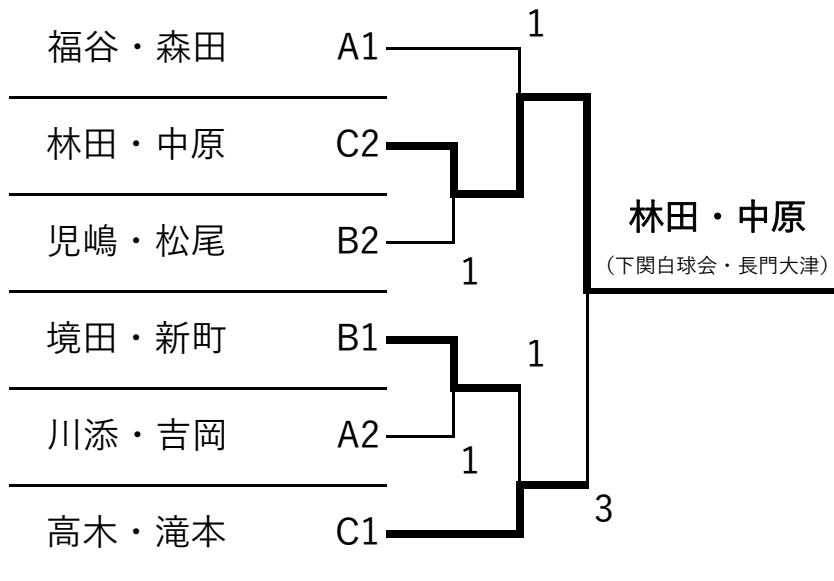 福谷・森田 A1
林田・中原 C2
児嶋・松尾 B2
境田・新町 B1
川添・吉岡 A2
高木・滝本 C1
1
1
1
1
3
林田・中原
（下関白球会・長門大津）